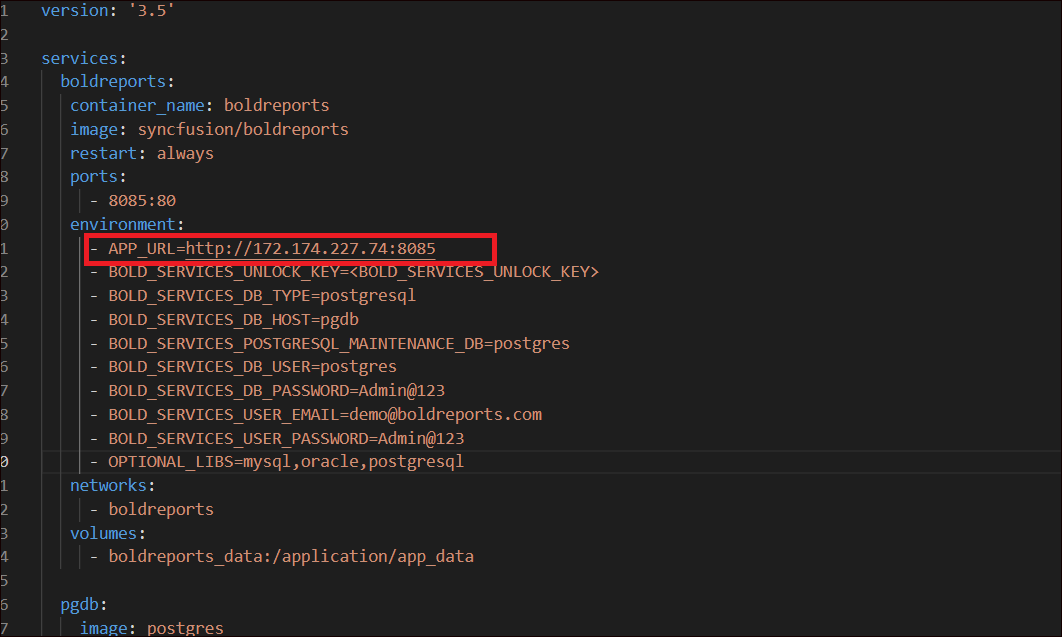 1 version: '3.5'
2
3 services:
4 boldreports:
5 container_name: boldreports
6 image: syncfusion/boldreports
7 restart: always
8 ports:
9 - 8085:80
0 environment:
1 - APP_URL=http://172.174.227.74:8085
2 - BOLD_SERVICES_UNLOCK_KEY=<BOLD_SERVICES_UNLOCK_KEY>
3 - BOLD_SERVICES_DB_TYPE=postgresql
4 - BOLD_SERVICES_DB_HOST=pgdb
5 - BOLD_SERVICES_POSTGRESQL_MAINTENANCE_DB=postgres
6 - BOLD_SERVICES_DB_USER=postgres
7 - BOLD_SERVICES_DB_PASSWORD=Admin@123
8 - BOLD_SERVICES_USER_EMAIL=demo@boldreports.com
9 - BOLD_SERVICES_USER_PASSWORD=Admin@123
0 - OPTIONAL_LIBS=mysql,oracle,postgresql
1 networks:
2 - boldreports
3 volumes:
4 - boldreports_data:/application/app_data
5
6 pgdb:
7 image: postgres